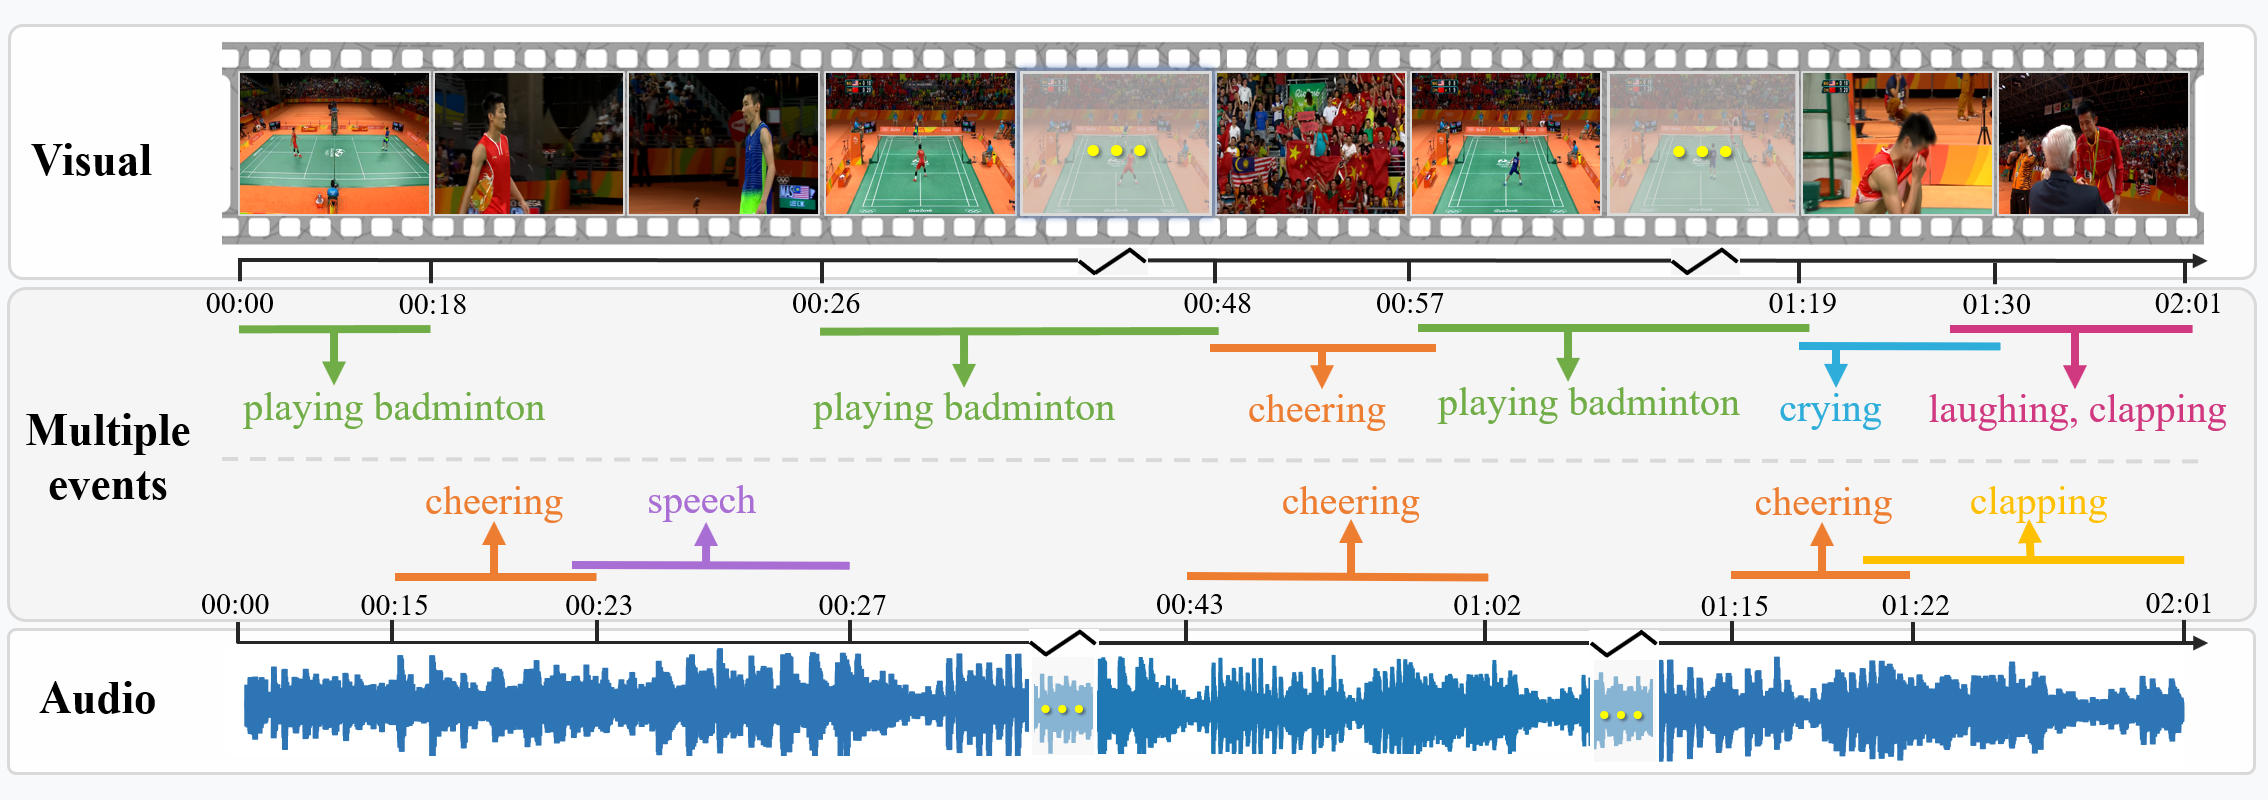 Visual
00:00 00:18 00:26 00:48 00:57 01:19 01:30 02:01
playing badminton playing badminton cheering playing badminton crying laughing, clapping
Multiple
events
cheering speech cheering cheering clapping
00:00 00:15 00:23 00:27 00:43 01:02 01:15 01:22 02:01
Audio